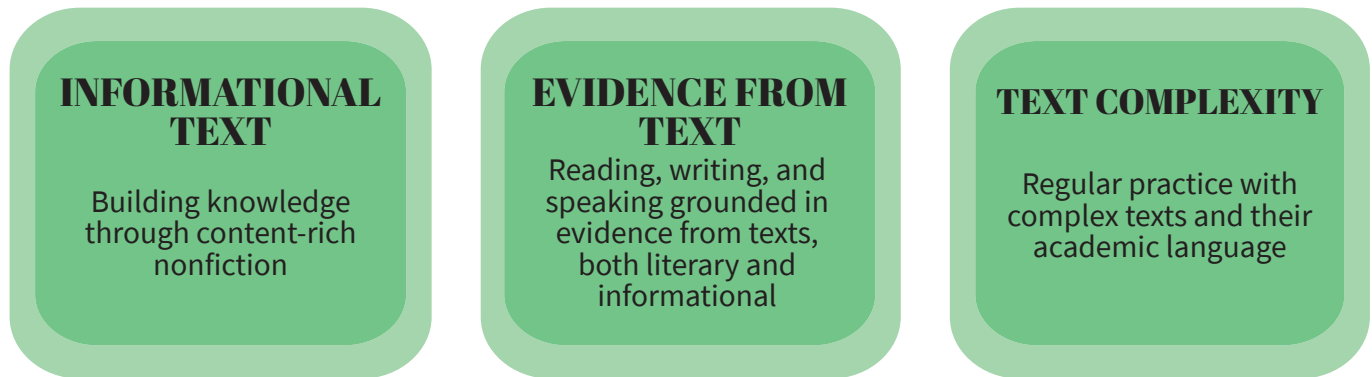 INFORMATIONAL
TEXT
Building knowledge
through content-rich
nonfiction
EVIDENCE FROM
TEXT
Reading, writing, and
speaking grounded in
evidence from texts,
both literary and
informational
TEXT COMPLEXITY
Regular practice with
complex texts and their
academic language